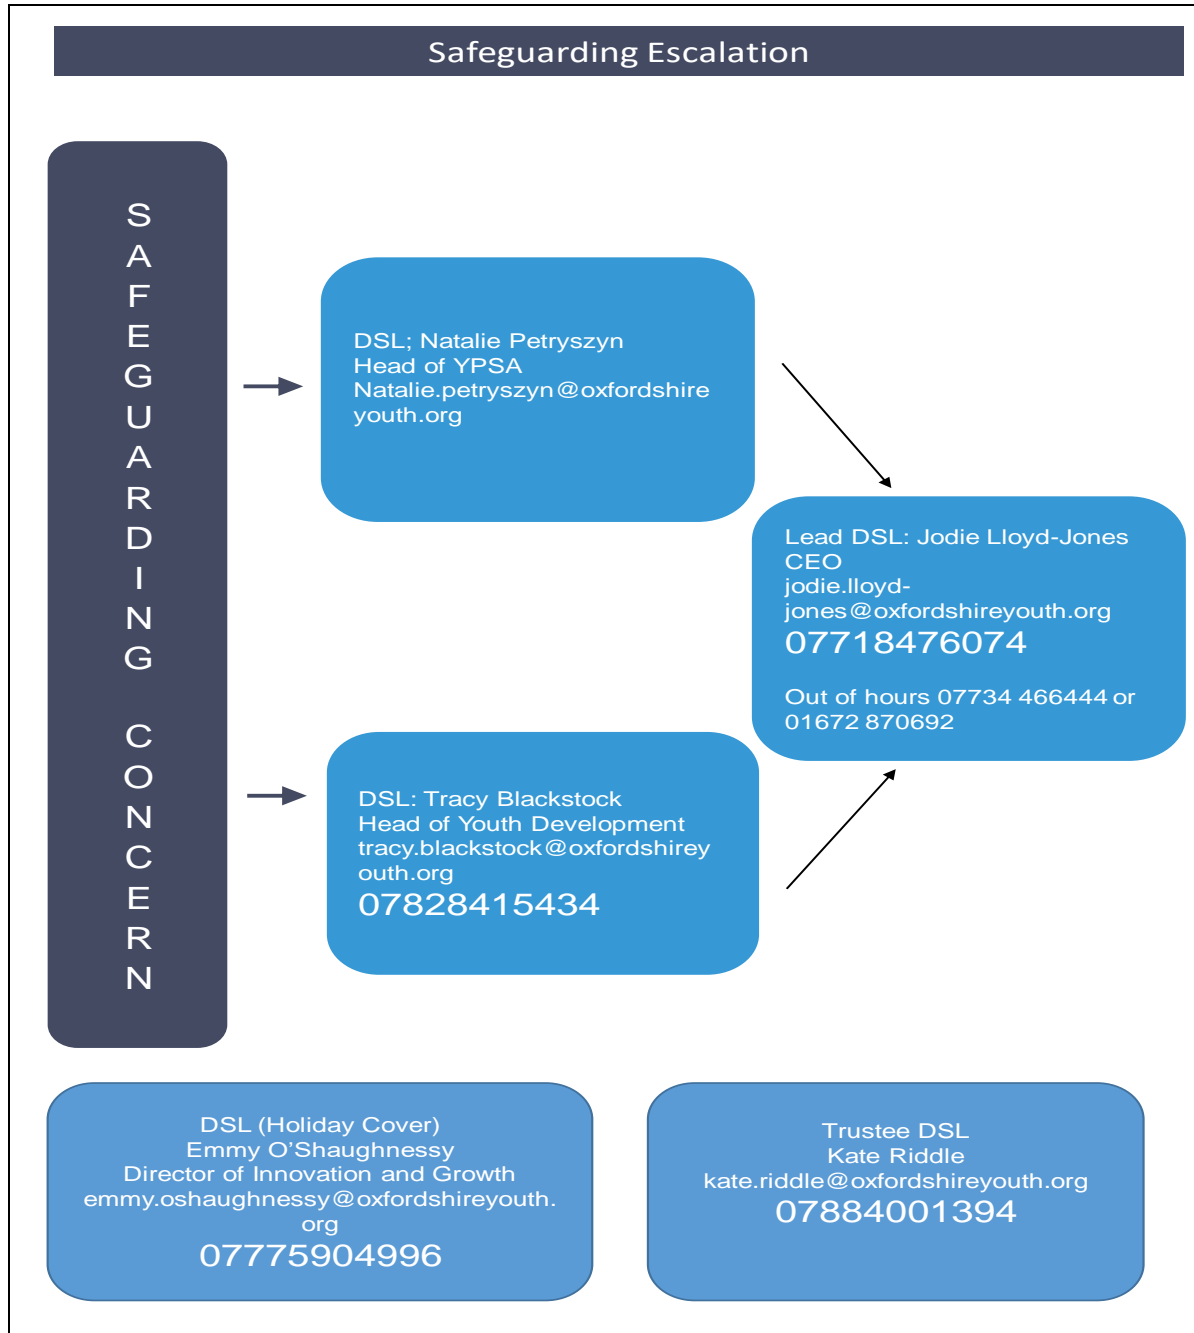 Safeguarding Escalation
SAFEGUARDING CONCERN
DSL; Natalie Petryszyn
Head of YPSA
Natalie.petryszyn@oxfordshire
youth.org
Lead DSL: Jodie Lloyd-Jones
CEO
jodie.lloyd-
jones@oxfordshireyouth.org
07718476074
Out of hours 07734 466444 or
01672 870692
DSL: Tracy Blackstock
Head of Youth Development
tracy.blackstock@oxfordshirey
outh.org
07828415434
DSL (Holiday Cover)
Emmy O’Shaughnessy
Director of Innovation and Growth
emmy.oshaughnessy@oxfordshireyouth.
org
07775904996
Trustee DSL
Kate Riddle
kate.riddle@oxfordshireyouth.org
07884001394